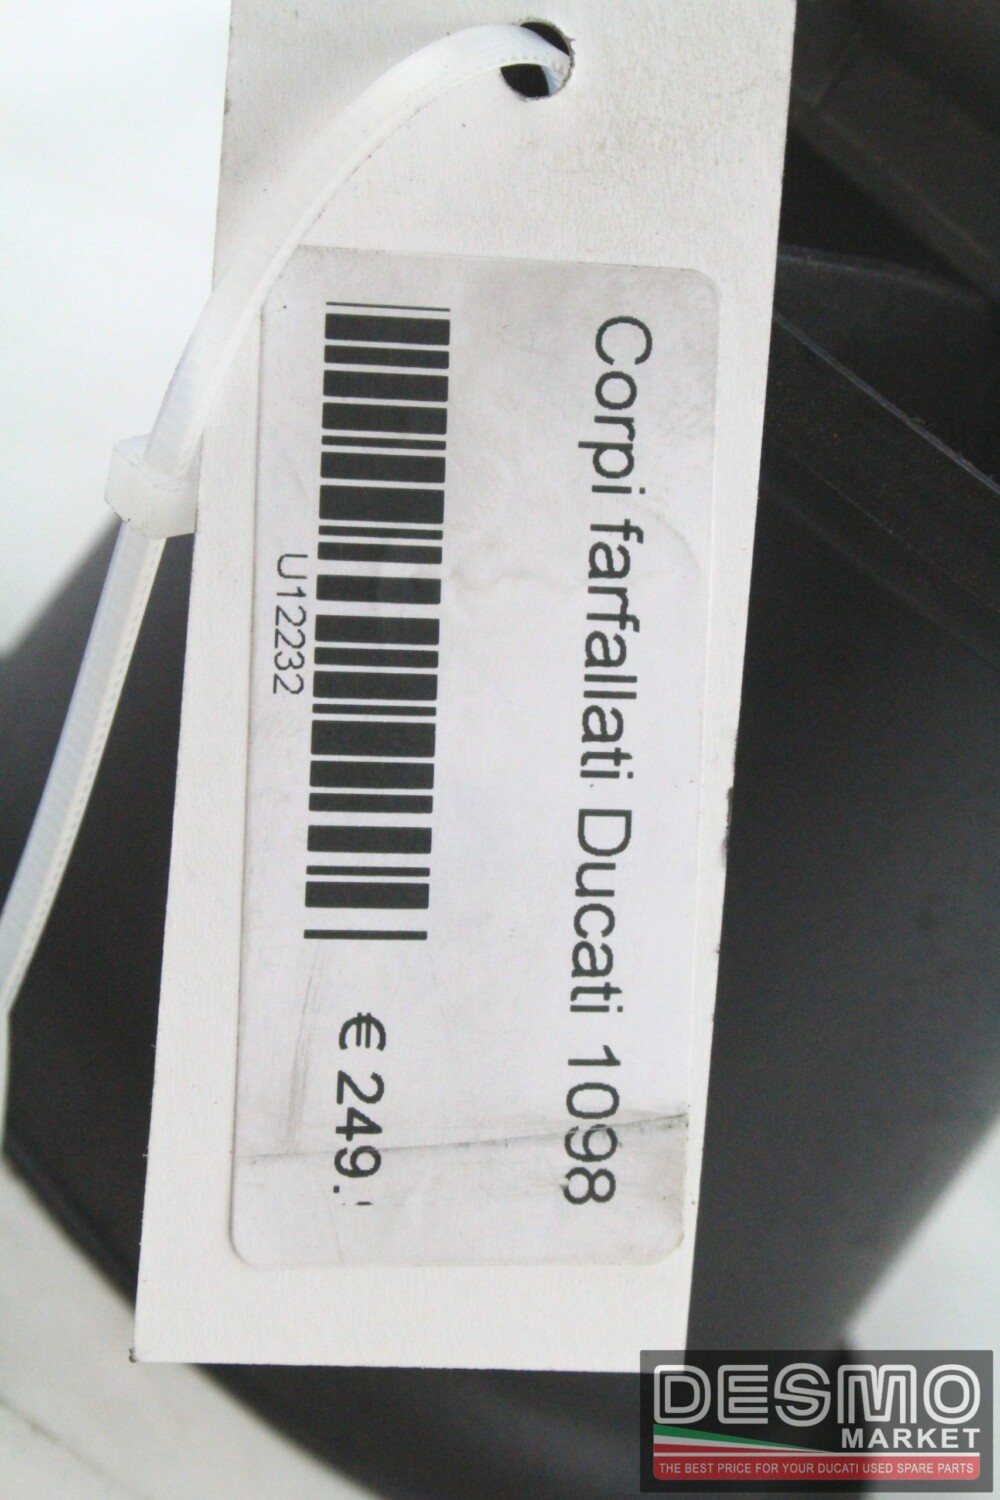 Corpi farfallati Ducati 1098
U12232
€ 249.
DESMO
MARKET
THE BEST PRICE FOR YOUR DUCATI USED SPARE PARTS